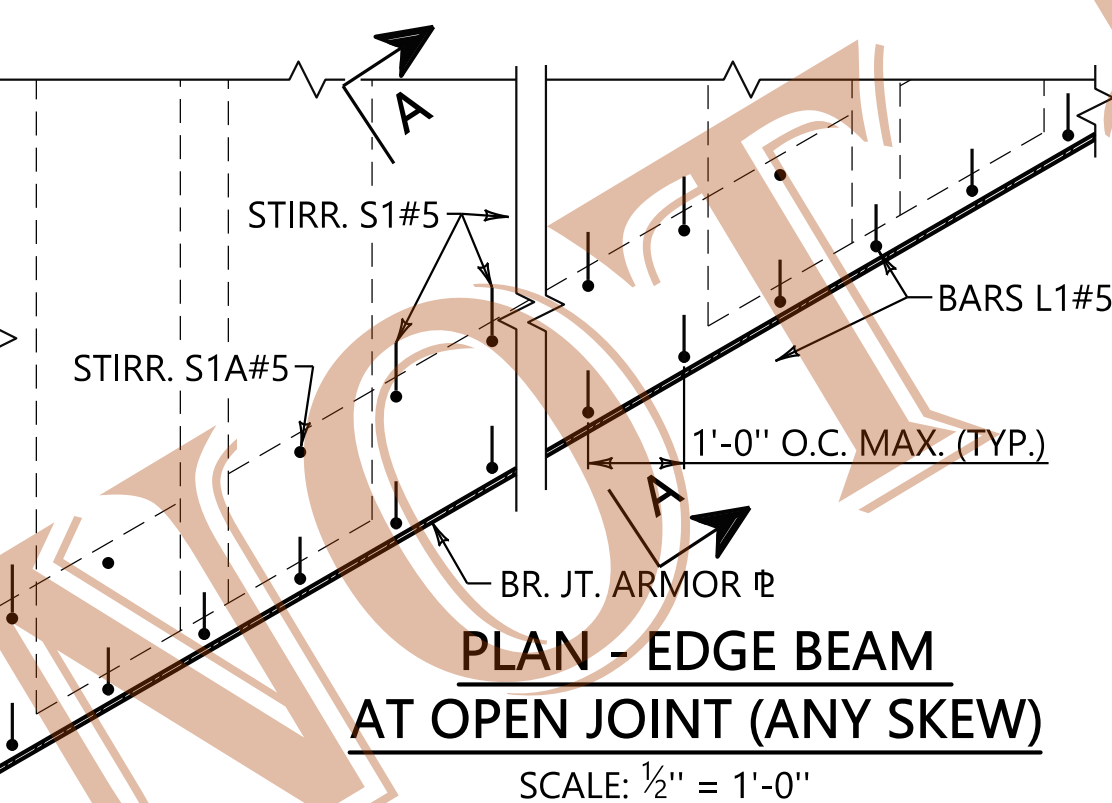 A
STIRR. S1#5
BARS L1#5
STIRR. S1A#5
1'-0" O.C. MAX. (TYP.)
A
BR. JT. ARMOR ⅊
PLAN - EDGE BEAM
AT OPEN JOINT (ANY SKEW)
SCALE: ½" = 1'-0"
NOT